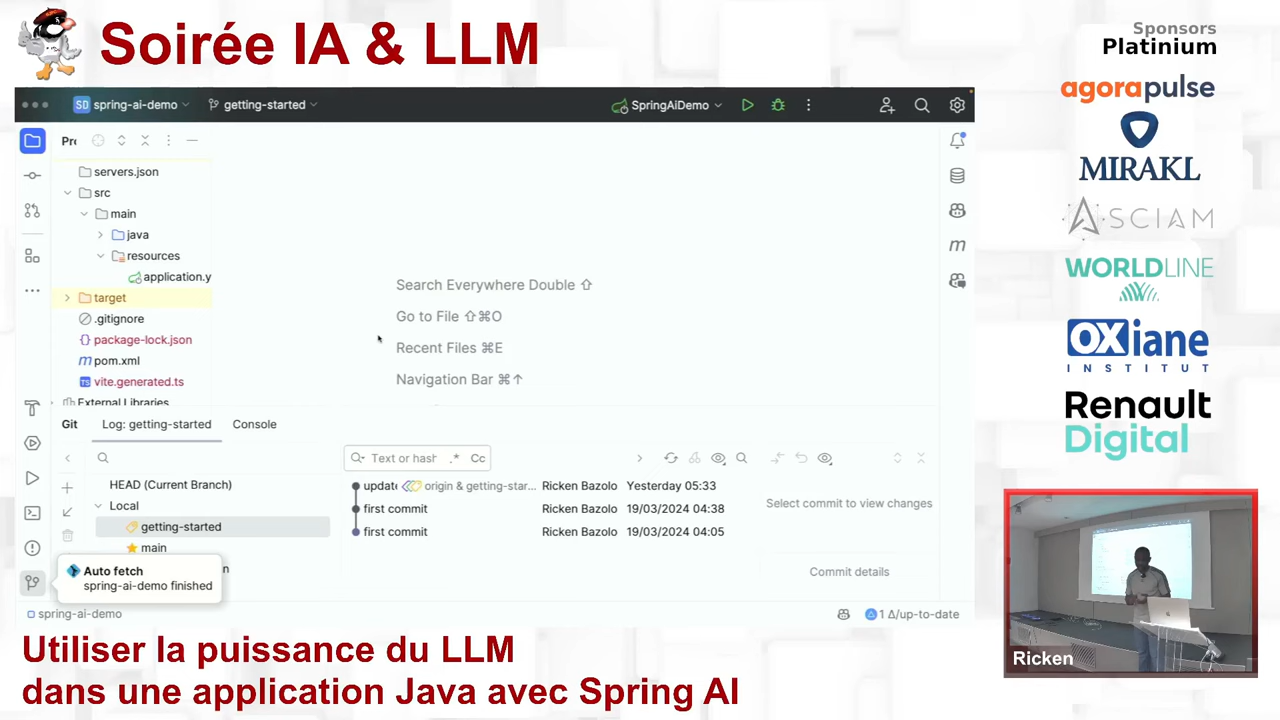 Soirée IA & LLM
Sponsors
Platinium
agorapulse
MIRAKL
ASCIAM
WORLDLINE
OXiane
INSTITUT
Renault
Digital
SD spring-ai-demo
getting-started
SpringAiDemo
Pro
servers.json
src
main
java
resources
application.y
target
.gitignore
package-lock.json
pom.xml
vite.generated.ts
External Libraries
Search Everywhere Double ⇧
Go to File ⇧⌘O
Recent Files ⌘E
Navigation Bar ⌘↑
Git
Log: getting-started
Console
Text or hash
.*
Cc
HEAD (Current Branch)
Local
getting-started
main
n
update origin & getting-star... Ricken Bazolo Yesterday 05:33
first commit Ricken Bazolo 19/03/2024 04:38
first commit Ricken Bazolo 19/03/2024 04:05
Select commit to view changes
Commit details
Auto fetch
spring-ai-demo finished
spring-ai-demo
1 Δ/up-to-date
Ricken
Utiliser la puissance du LLM
dans une application Java avec Spring AI